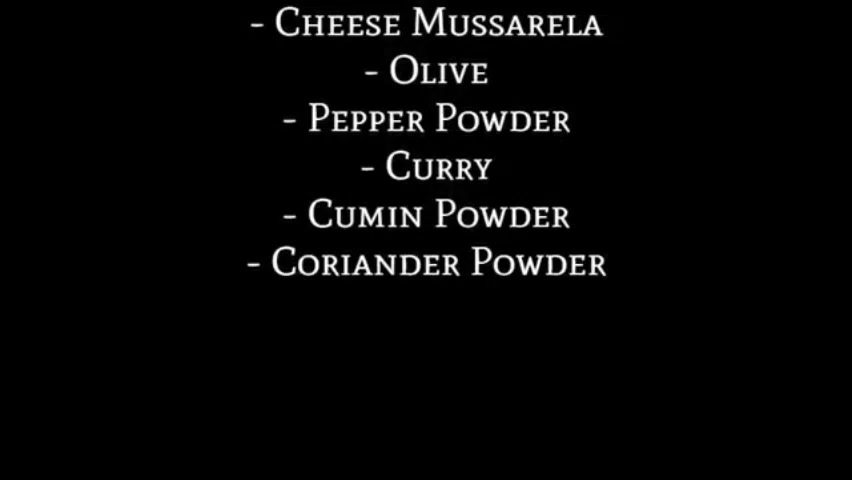 - Cheese Mussarela
- Olive
- Pepper Powder
- Curry
- Cumin Powder
- Coriander Powder